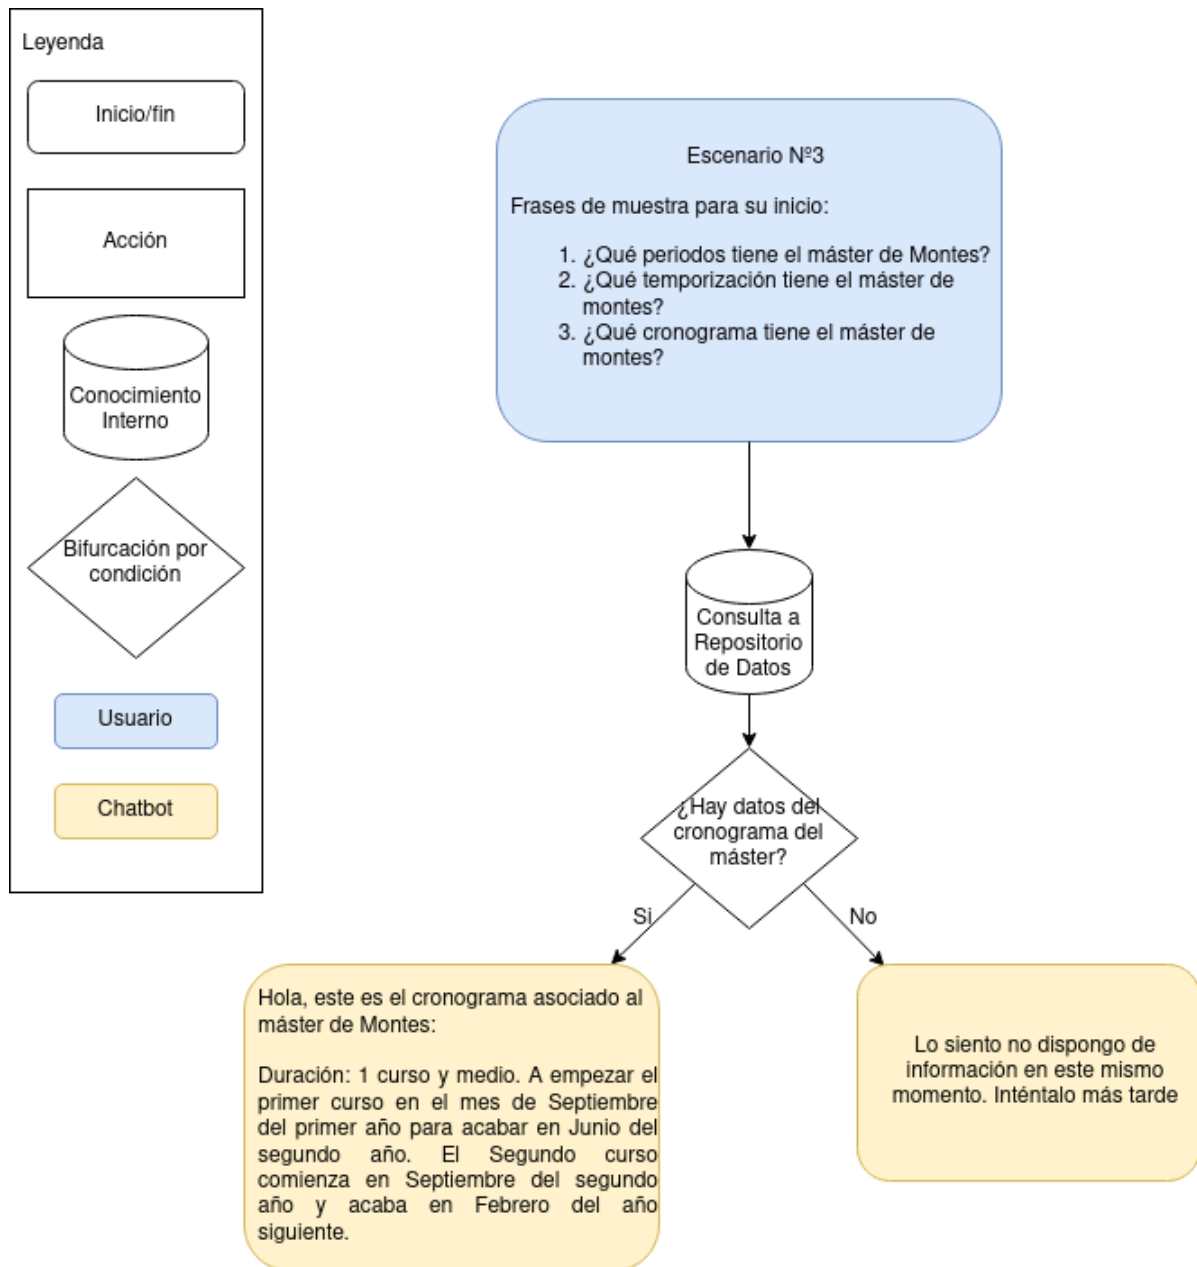 Leyenda
Inicio/fin
Acción
Conocimiento
Interno
Bifurcación por
condición
Usuario
Chatbot
Escenario Nº3
Frases de muestra para su inicio:
1. ¿Qué periodos tiene el máster de Montes?
2. ¿Qué temporización tiene el máster de
montes?
3. ¿Qué cronograma tiene el máster de
montes?
Consulta a
Repositorio
de Datos
¿Hay datos del
cronograma del
máster?
Si
No
Hola, este es el cronograma asociado al
máster de Montes:
Duración: 1 curso y medio. A empezar el
primer curso en el mes de Septiembre
del primer año para acabar en Junio del
segundo año. El Segundo curso
comienza en Septiembre del segundo
año y acaba en Febrero del año
siguiente.
Lo siento no dispongo de
información en este mismo
momento. Inténtalo más tarde